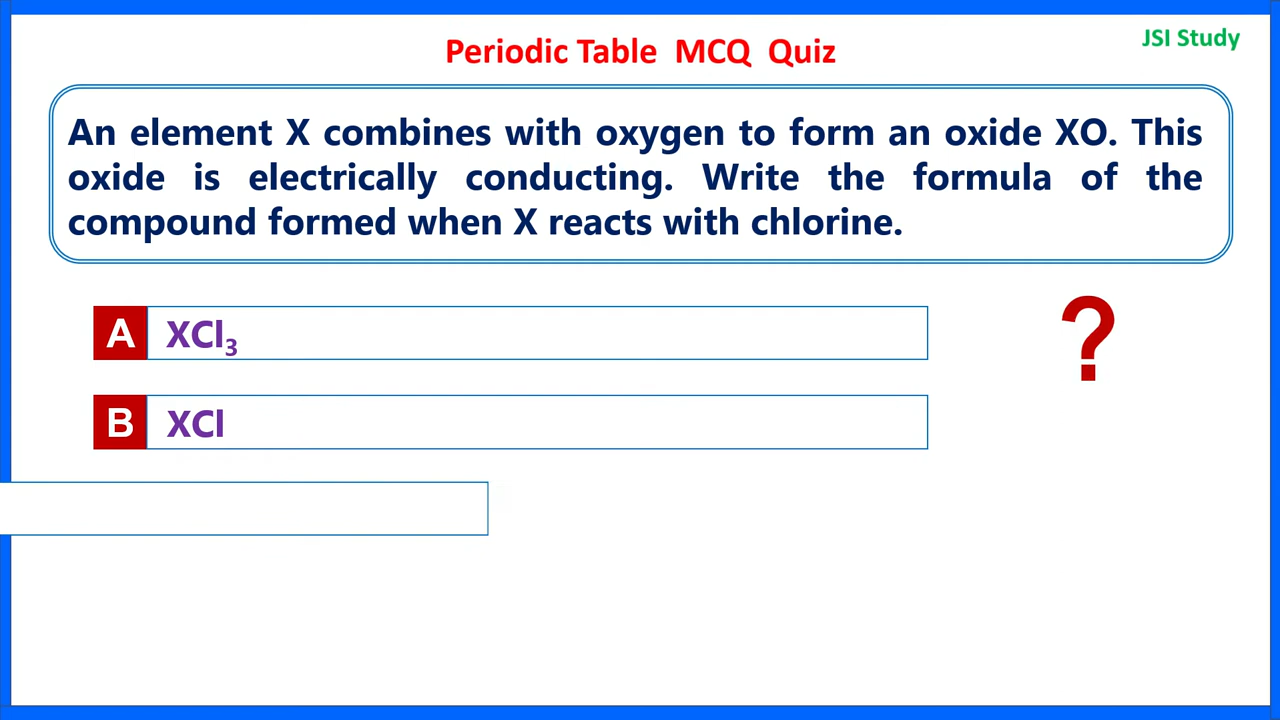 JSI Study
Periodic Table MCQ Quiz
An element X combines with oxygen to form an oxide XO. This
oxide is electrically conducting. Write the formula of the
compound formed when X reacts with chlorine.
A XCl₃
?
B XCl